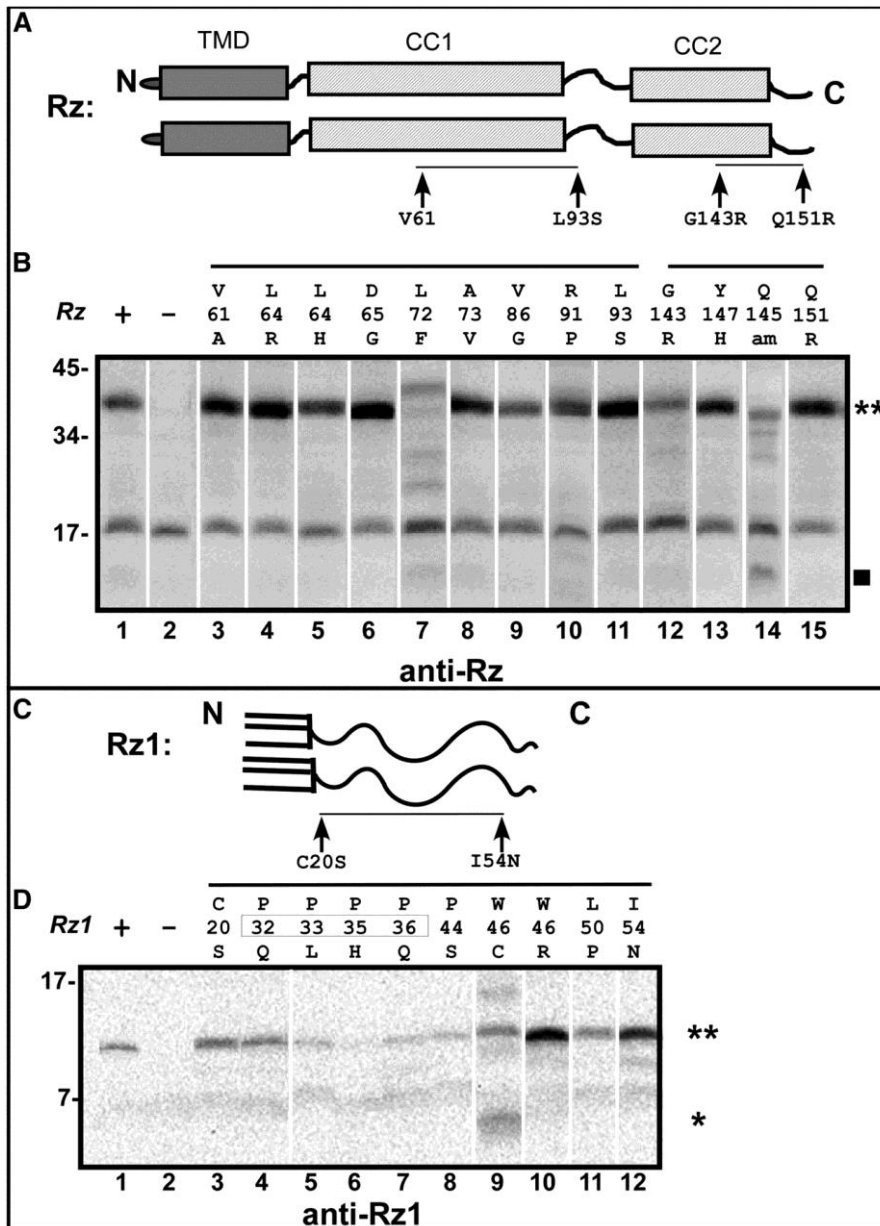 A
TMD CC1 CC2
N
C
Rz:
V61 L93S G143R Q151R
B
V L L D L A V R L G Y Q Q
Rz + − 61 64 64 65 72 73 86 91 93 143 147 145 151
A R H G F V G P S R H am R
45-
**
34-
17-
■
1 2 3 4 5 6 7 8 9 10 11 12 13 14 15
anti-Rz
C
N C
Rz1:
C20S I54N
D
C P P P P P W W L I
Rz1 + − 20 32 33 35 36 44 46 46 50 54
S Q L H Q S C R P N
17-
**
7-
*
1 2 3 4 5 6 7 8 9 10 11 12
anti-Rz1